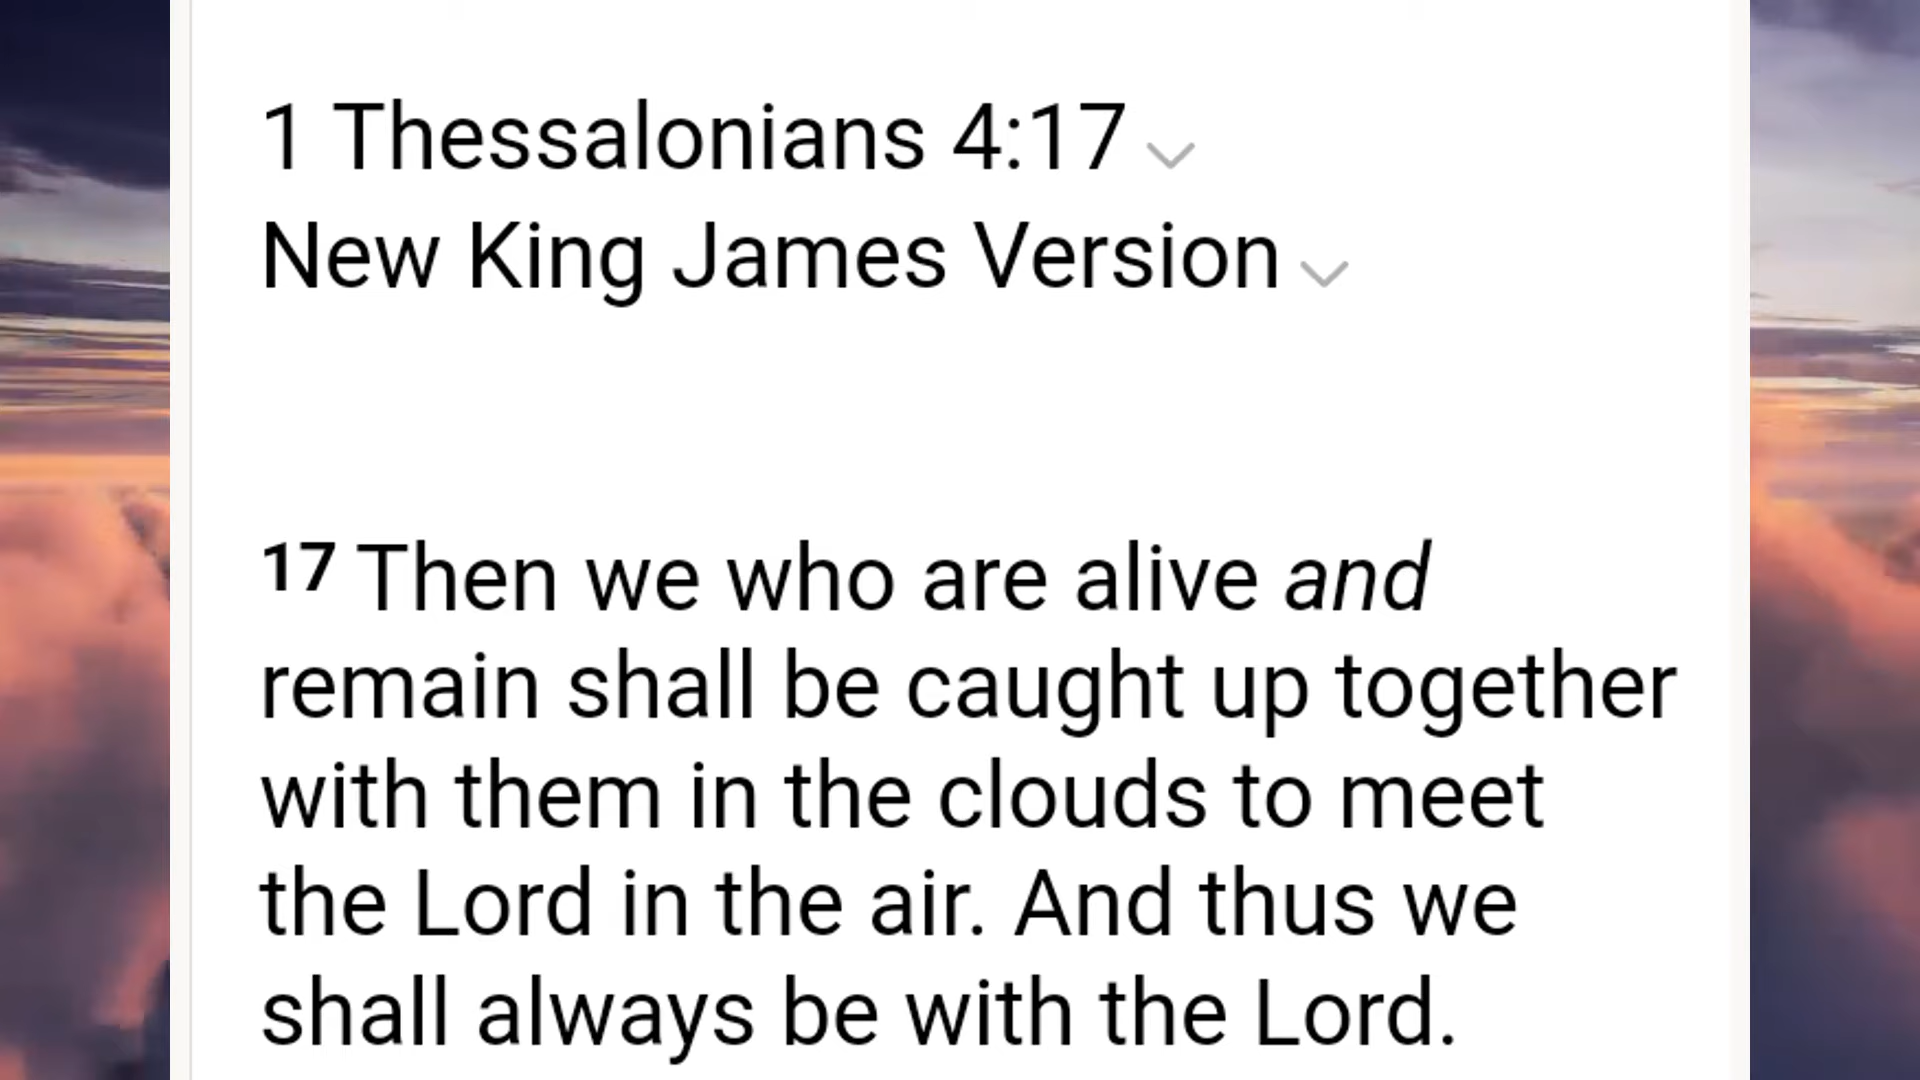 1 Thessalonians 4:17
New King James Version
17 Then we who are alive and
remain shall be caught up together
with them in the clouds to meet
the Lord in the air. And thus we
shall always be with the Lord.